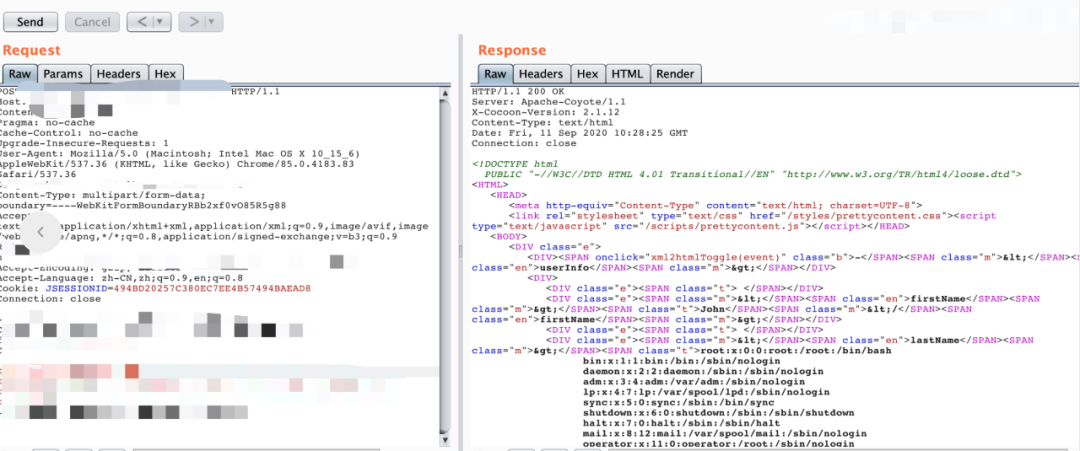 Send
Cancel
<
>
Request
Response
Raw Params Headers Hex
Raw Headers Hex HTML Render
POST HTTP/1.1
Host.
Conten
Pragma: no-cache
Cache-Control: no-cache
Upgrade-Insecure-Requests: 1
User-Agent: Mozilla/5.0 (Macintosh; Intel Mac OS X 10_15_6)
AppleWebKit/537.36 (KHTML, like Gecko) Chrome/85.0.4183.83
Safari/537.36
Content-Type: multipart/form-data;
boundary=----WebKitFormBoundaryRBb2xf0vO85R5g88
Accep
text application/xhtml+xml,application/xml;q=0.9,image/avif,image
/apng,*/*;q=0.8,application/signed-exchange;v=b3;q=0.9
Accept-Encoding:
Accept-Language: zh-CN,zh;q=0.9,en;q=0.8
Cookie: JSESSIONID=494BD20257C380EC7EE4B57494BAEAD8
Connection: close
HTTP/1.1 200 OK
Server: Apache-Coyote/1.1
X-Cocoon-Version: 2.1.12
Content-Type: text/html
Date: Fri, 11 Sep 2020 10:28:25 GMT
Connection: close
<!DOCTYPE html
PUBLIC "-//W3C//DTD HTML 4.01 Transitional//EN" "http://www.w3.org/TR/html4/loose.dtd">
<HTML>
<HEAD>
<meta http-equiv="Content-Type" content="text/html; charset=UTF-8">
<link rel="stylesheet" type="text/css" href="/styles/prettycontent.css"><script
type="text/javascript" src="/scripts/prettycontent.js"></script></HEAD>
<BODY>
<DIV class="e">
<DIV><SPAN onclick="xml2htmlToggle(event)" class="b">-</SPAN><SPAN class="m">&lt;</SPAN><S
class="en">userInfo</SPAN><SPAN class="m">&gt;</SPAN></DIV>
<DIV>
<DIV class="e"><SPAN class="t"> </SPAN></DIV>
<DIV class="e"><SPAN class="m">&lt;</SPAN><SPAN class="en">firstName</SPAN><SPAN
class="m">&gt;</SPAN><SPAN class="t">John</SPAN><SPAN class="m">&lt;/</SPAN><SPAN
class="en">firstName</SPAN><SPAN class="m">&gt;</SPAN></DIV>
<DIV class="e"><SPAN class="t"> </SPAN></DIV>
<DIV class="e"><SPAN class="m">&lt;</SPAN><SPAN class="en">lastName</SPAN><SPAN
class="m">&gt;</SPAN><SPAN class="t">root:x:0:0:root:/root:/bin/bash
bin:x:1:1:bin:/bin:/sbin/nologin
daemon:x:2:2:daemon:/sbin:/sbin/nologin
adm:x:3:4:adm:/var/adm:/sbin/nologin
lp:x:4:7:lp:/var/spool/lpd:/sbin/nologin
sync:x:5:0:sync:/sbin:/bin/sync
shutdown:x:6:0:shutdown:/sbin:/sbin/shutdown
halt:x:7:0:halt:/sbin:/sbin/halt
mail:x:8:12:mail:/var/spool/mail:/sbin/nologin
operator:x:11:0:operator:/root:/sbin/nologin